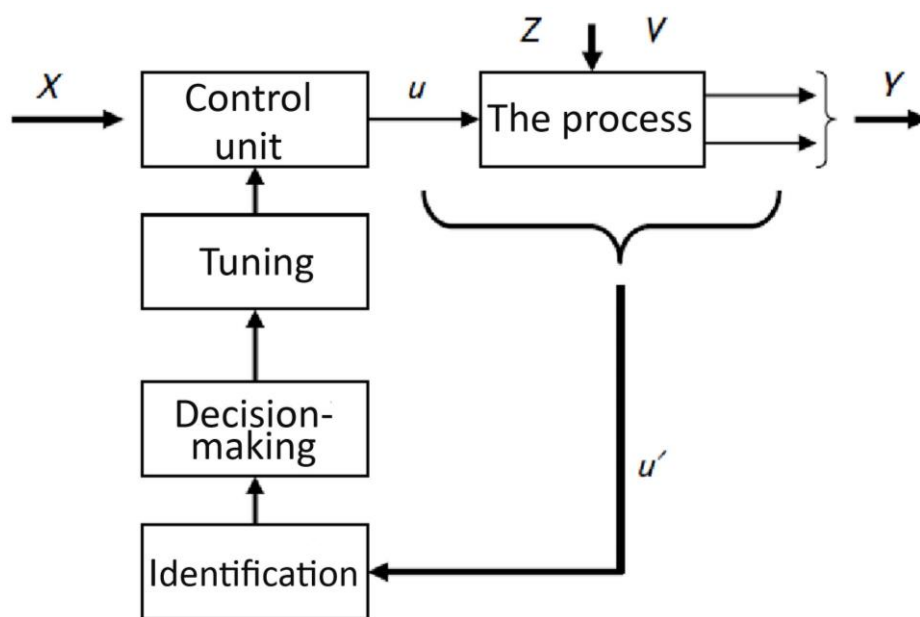 Z V
X
Control
unit
u
The process
Y
Tuning
Decision-
making
u′
Identification